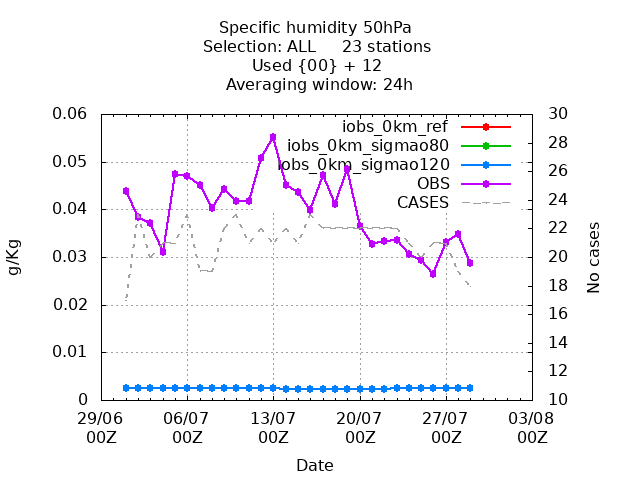 Specific humidity 50hPa
Selection: ALL 23 stations
Used {00} + 12
Averaging window: 24h
iobs_0km_ref
iobs_0km_sigmao80
iobs_0km_sigmao120
OBS
CASES
0.06
0.05
0.04
0.03
0.02
0.01
0
g/Kg
30
28
26
24
22
20
18
16
14
12
10
No cases
29/06 06/07 13/07 20/07 27/07 03/08
00Z 00Z 00Z 00Z 00Z 00Z
Date